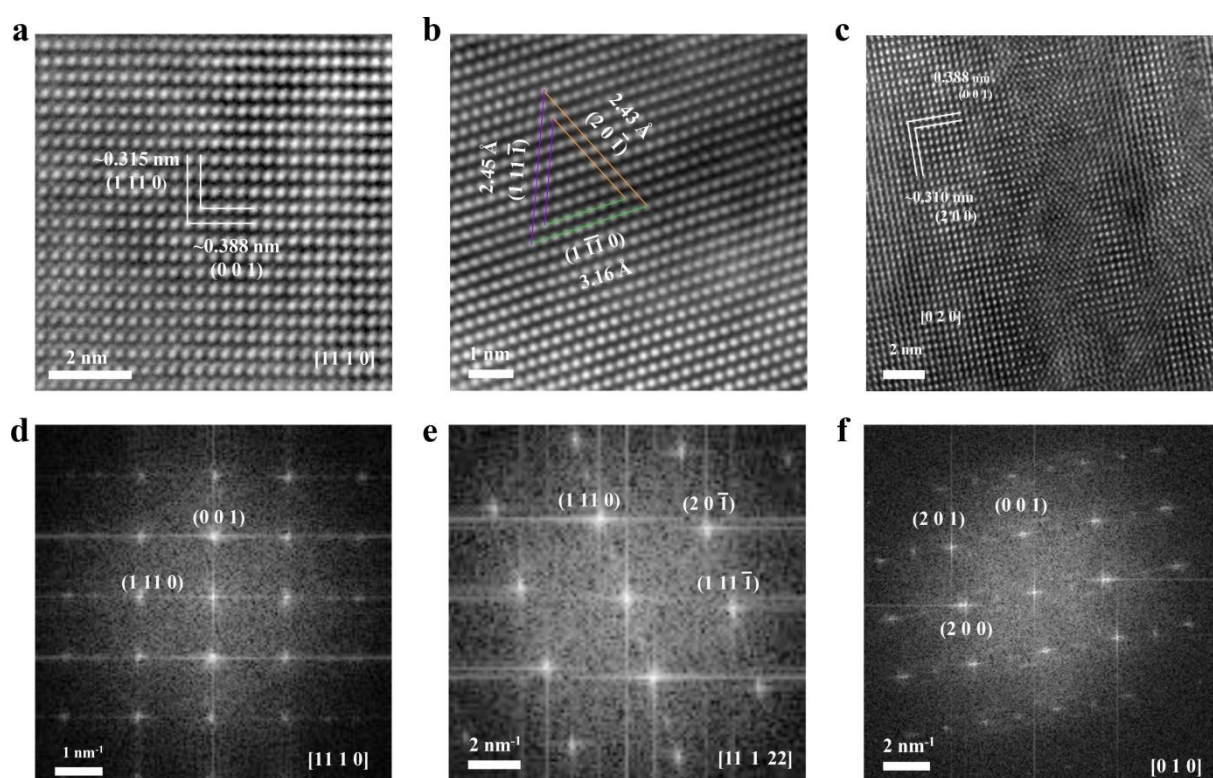 a
~0.315 nm
(1 1̅1̅ 0)
~0.388 nm
(0 0 1)
2 nm
[11 1 0]
b
2.45 Å
(1 11 1̅)
2.43 Å
(2 0 1̅)
(1 1̅1̅ 0)
3.16 Å
1 nm
c
0.388 nm
(0 0 1)
~0.310 nm
(2 0 0)
[0 2 0]
2 nm
d
(0 0 1)
(1 11 0)
1 nm⁻¹
[11 1 0]
e
(1 11 0)
(2 0 1̅)
(1 11 1̅)
2 nm⁻¹
[11 1 22]
f
(2 0 1)
(0 0 1)
(2 0 0)
2 nm⁻¹
[0 1 0]